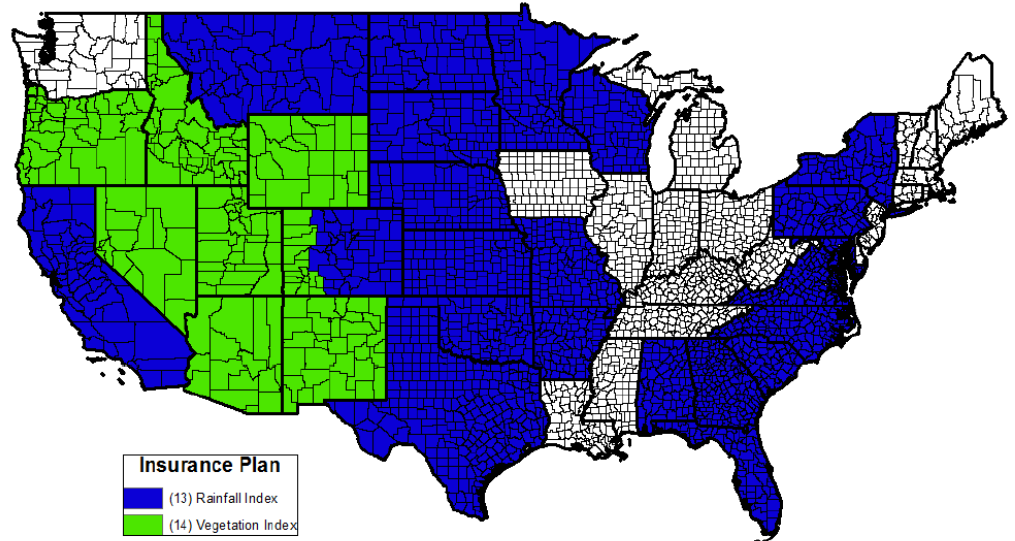 Insurance Plan
(13) Rainfall Index
(14) Vegetation Index